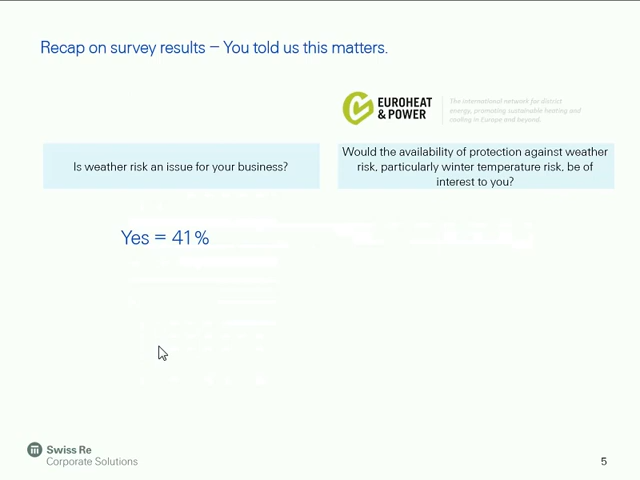 Recap on survey results – You told us this matters.
EUROHEAT
& POWER
The international network for district
energy, promoting sustainable heating and
cooling in Europe and beyond.
Is weather risk an issue for your business?
Would the availability of protection against weather
risk, particularly winter temperature risk, be of
interest to you?
Yes = 41%
Swiss Re
Corporate Solutions
5